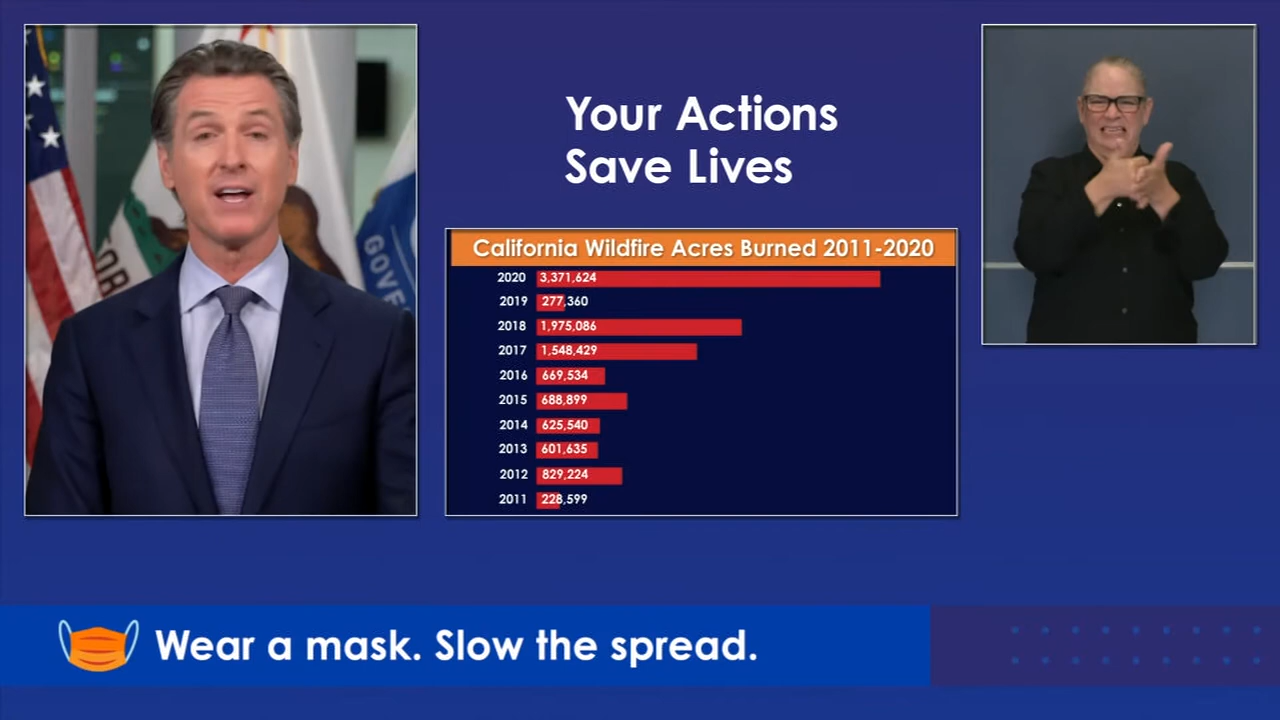 Your Actions
Save Lives
California Wildfire Acres Burned 2011-2020
2020 3,371,624
2019 277,360
2018 1,975,086
2017 1,548,429
2016 669,534
2015 688,899
2014 625,540
2013 601,635
2012 829,224
2011 228,599
Wear a mask. Slow the spread.